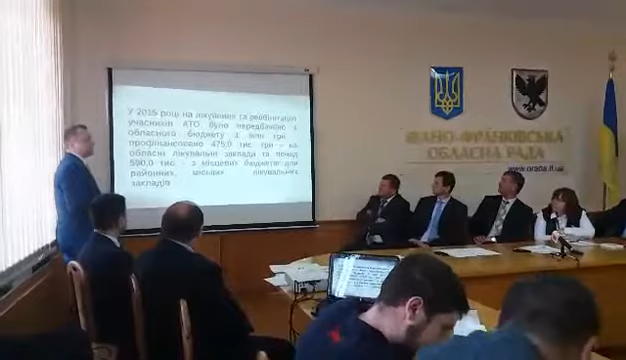 У 2015 році на лікування та реабілітацію
учасників АТО було передбачено з
обласного бюджету 1 млн грн
профінансовано 475,0 тис грн – на
обласні лікувальні заклади та понад
590,0 тис. – з місцевих бюджетів для
районних, міських лікувальних
закладів
ІВАНО-ФРАНКІВСЬКА
ОБЛАСНА РАДА
www.orada.if.ua